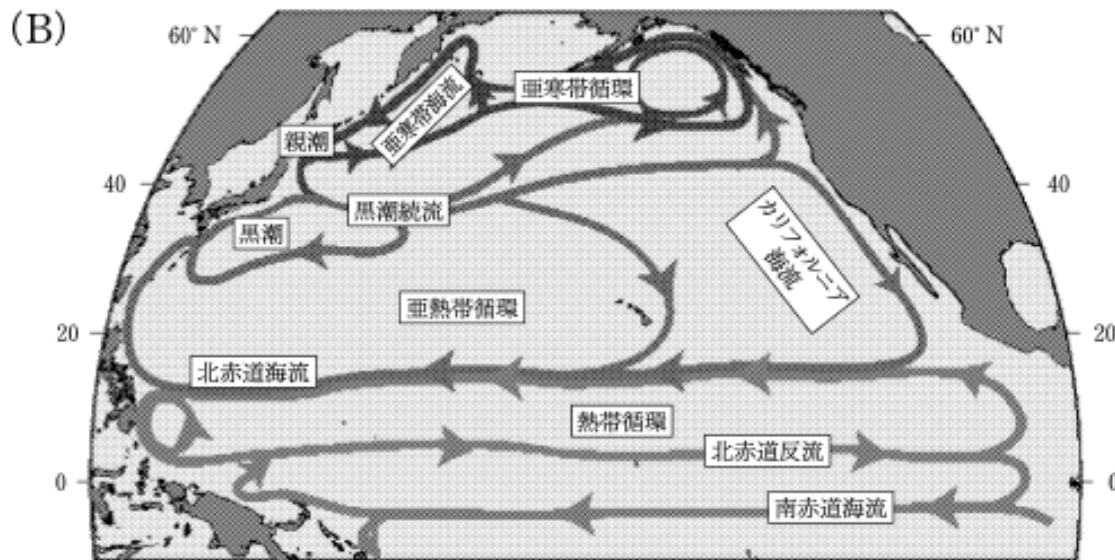 (B)
60° N
60° N
亜寒帯循環
亜寒帯海流
親潮
40
40
黒潮続流
黒潮
カリフォルニア
海流
亜熱帯循環
20
20
北赤道海流
熱帯循環
北赤道反流
0
0
南赤道海流